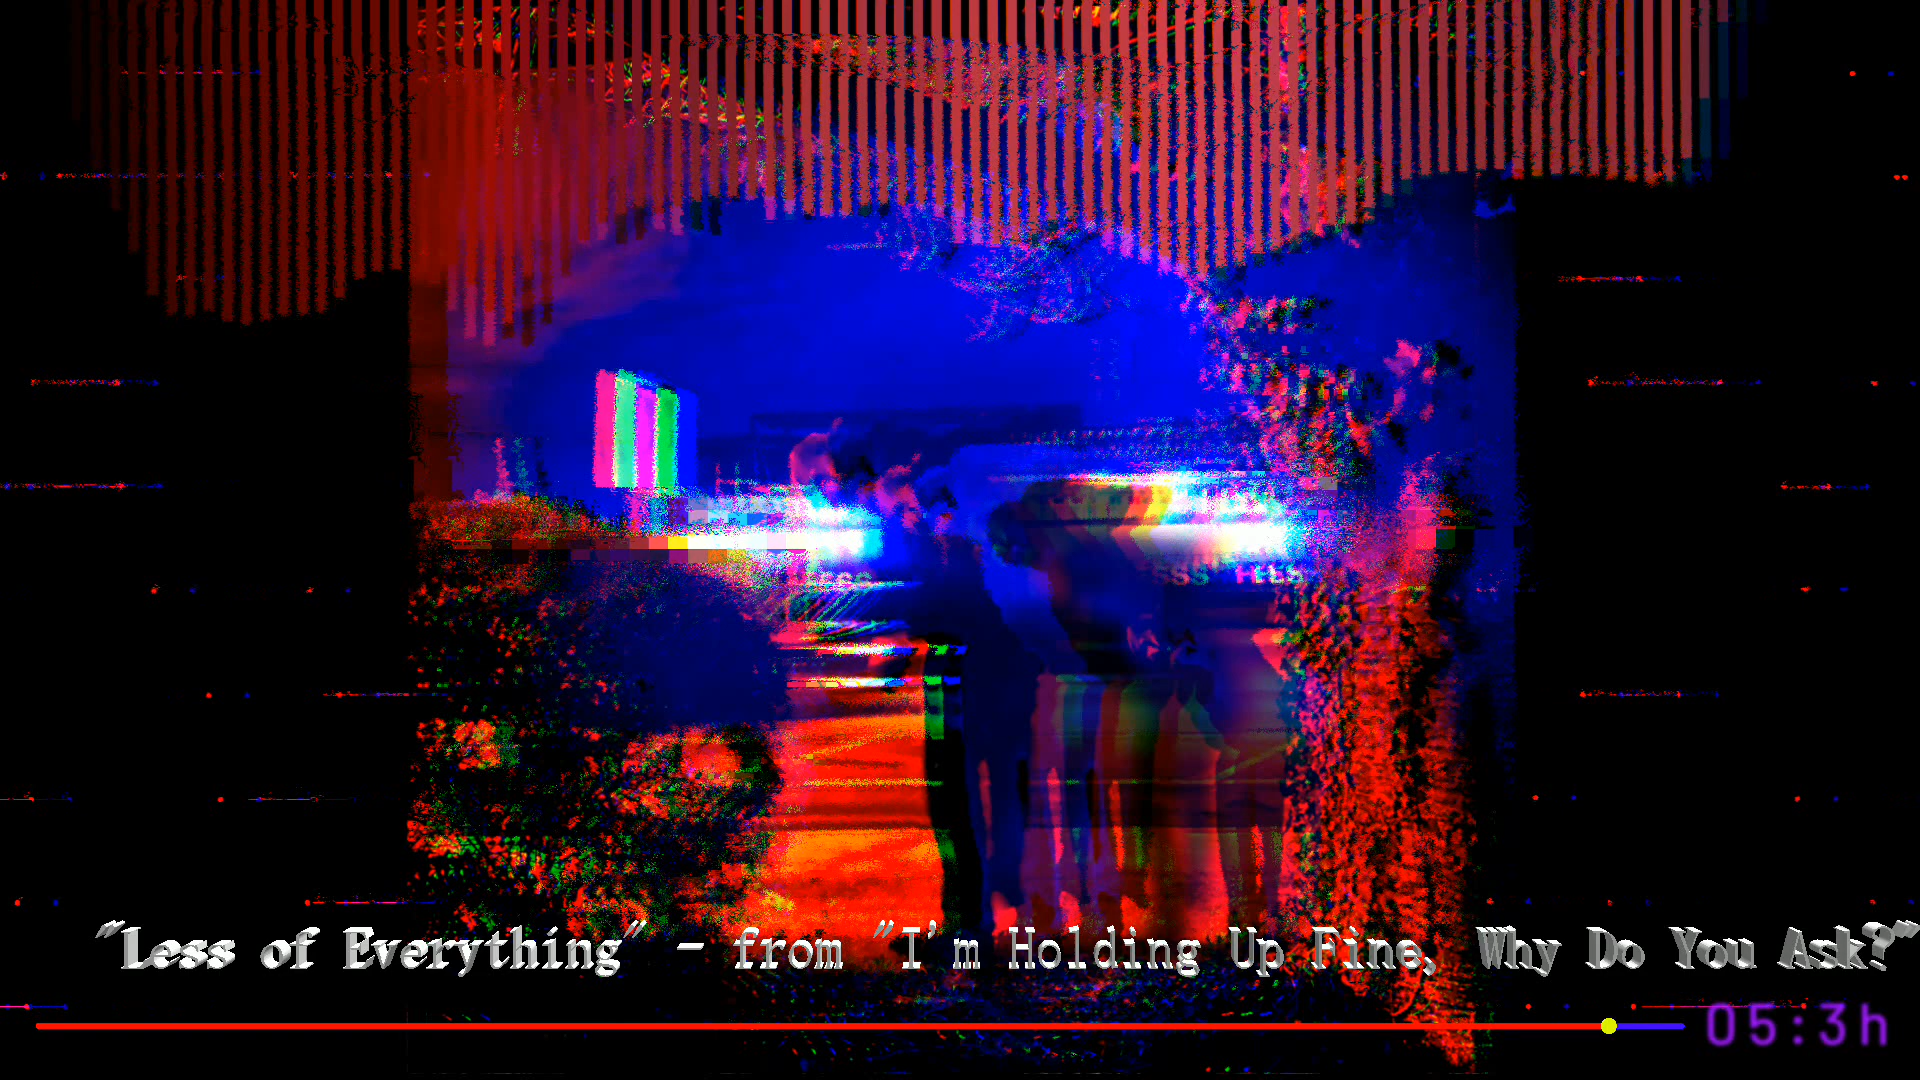 "Less of Everything" - from "I'm Holding Up Fine, Why Do You Ask?"
05:3h